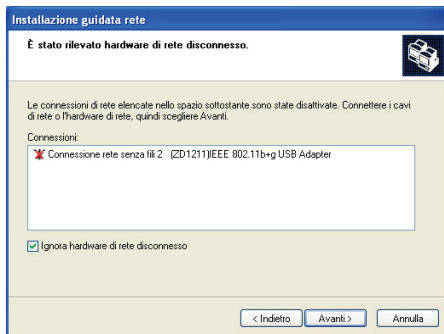 Installazione guidata rete
È stato rilevato hardware di rete disconnesso.
Le connessioni di rete elencate nello spazio sottostante sono state disattivate. Connettere i cavi
di rete o l'hardware di rete, quindi scegliere Avanti.
Connessioni:
Connessione rete senza fili 2 (ZD1211)IEEE 802.11b+g USB Adapter
Ignora hardware di rete disconnesso
< Indietro Avanti > Annulla